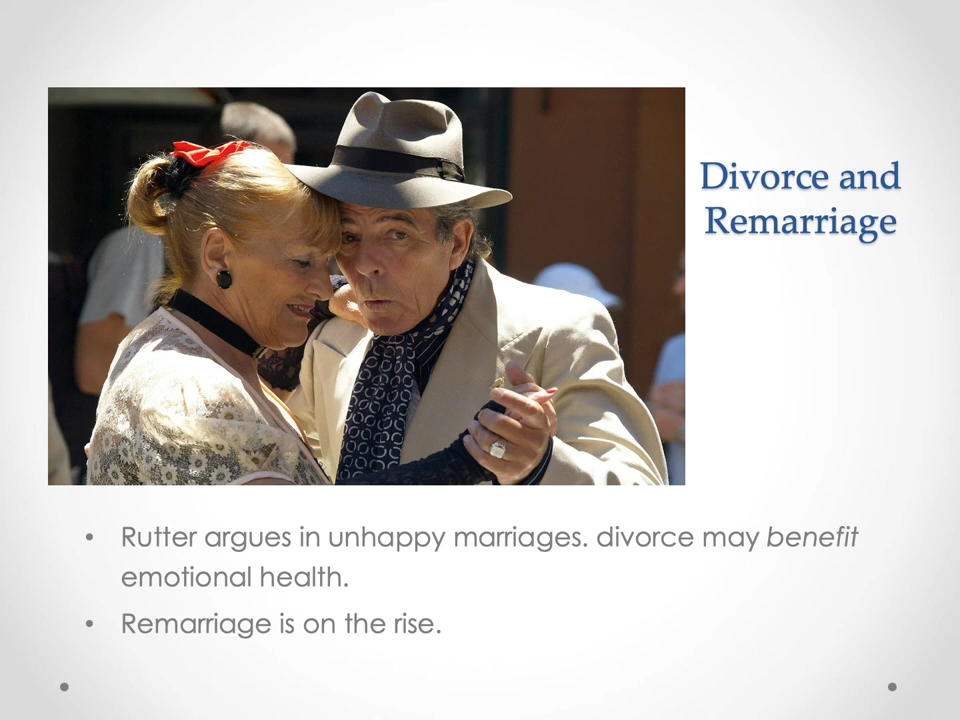 Divorce and
Remarriage
• Rutter argues in unhappy marriages. divorce may benefit
emotional health.
• Remarriage is on the rise.